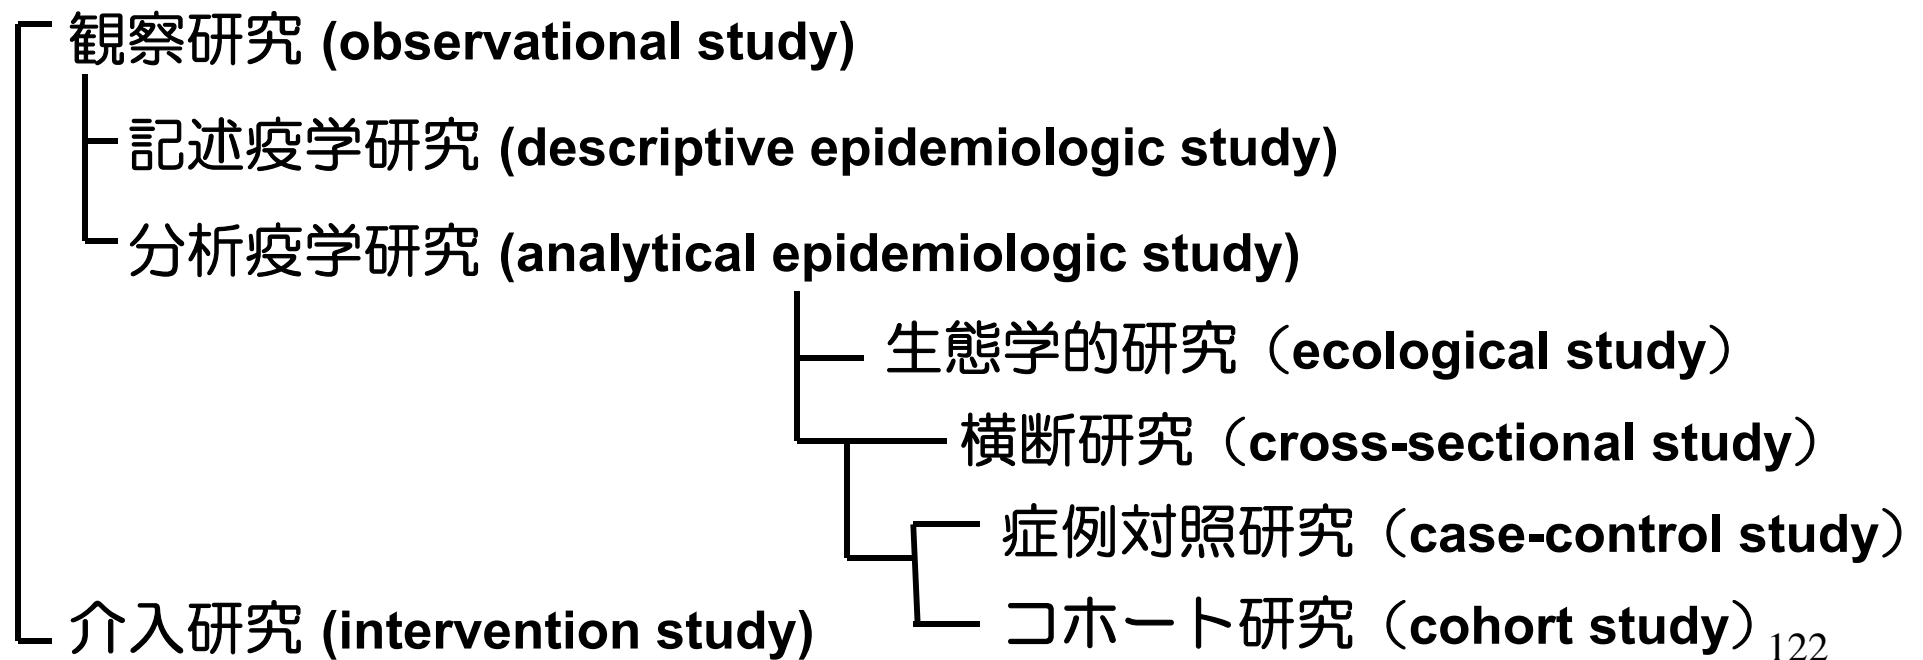 観察研究 (observational study)
記述疫学研究 (descriptive epidemiologic study)
分析疫学研究 (analytical epidemiologic study)
生態学的研究（ecological study）
横断研究（cross-sectional study）
症例対照研究（case-control study）
コホート研究（cohort study）
介入研究 (intervention study)
122